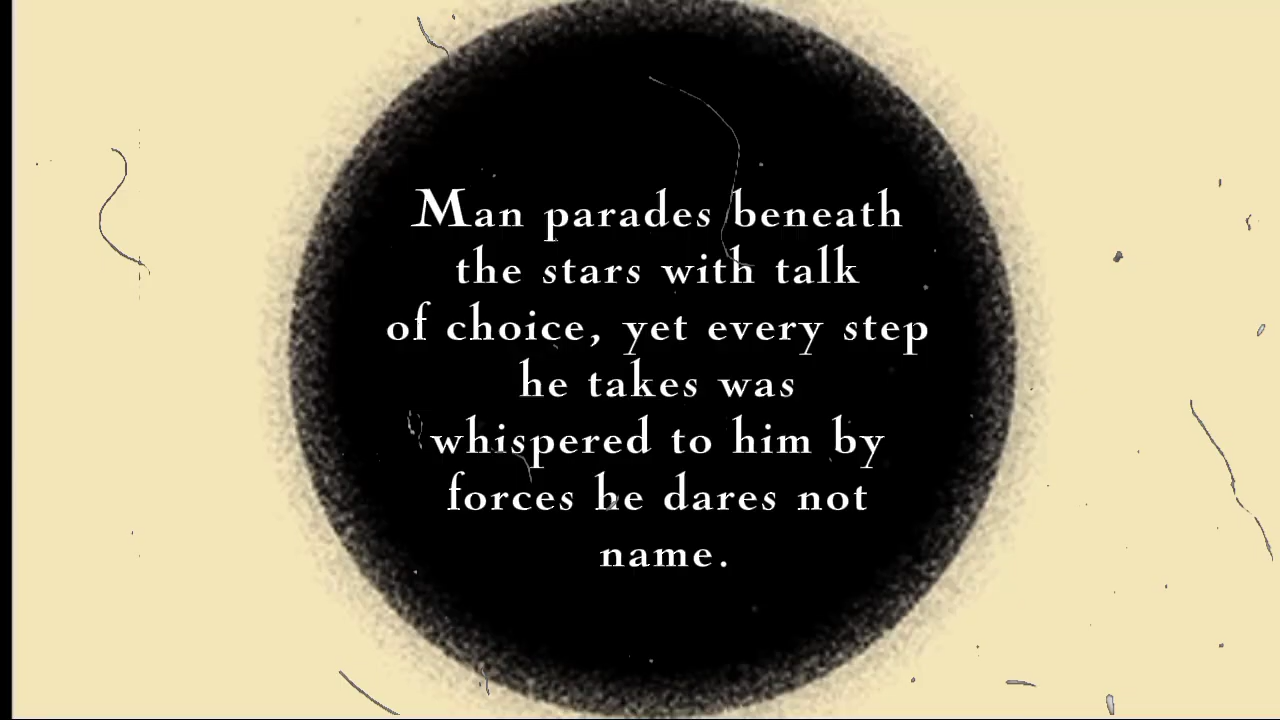 Man parades beneath
the stars with talk
of choice, yet every step
he takes was
whispered to him by
forces he dares not
name.